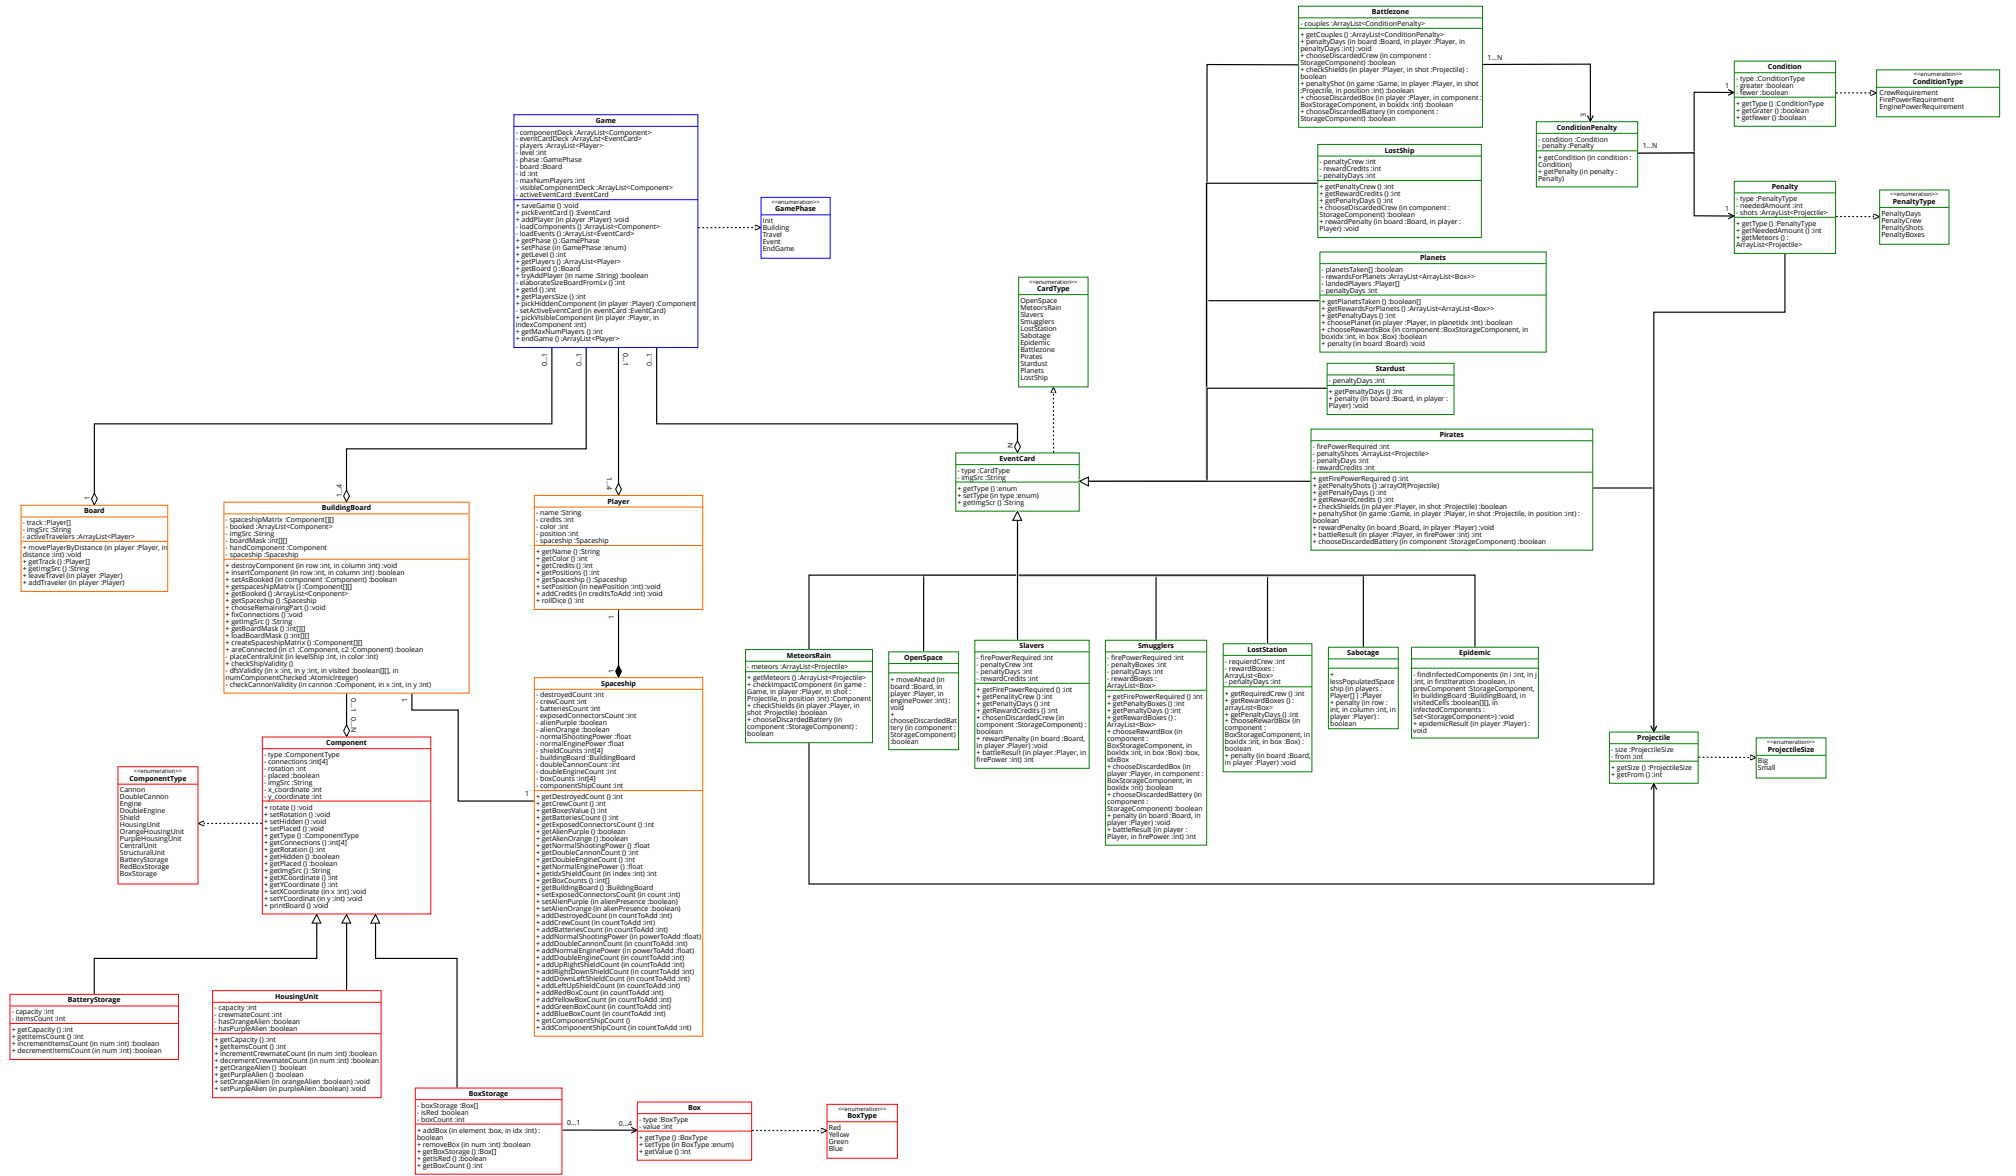 Battlezone
- couples :ArrayList<ConditionPenalty>
+ getCouples () :ArrayList<ConditionPenalty>
+ penaltyDays (in board :Board, in player :Player, in
penaltyDays :int) :void
+ chooseDiscardedCrew (in component :
StorageComponent) :boolean
+ checkShields (in player :Player, in shot :Projectile) :
boolean
+ penaltyShot (in game :Game, in player :Player, in shot
:Projectile, in position :int) :boolean
+ chooseDiscardedBox (in player :Player, in component :
BoxStorageComponent, in boxIdx :int) :boolean
+ chooseDiscardedBattery (in component :
StorageComponent) :boolean
1...N
3
Condition
- type :ConditionType
- greater :boolean
- fewer :boolean
+ getType () :ConditionType
+ getGrater () :boolean
+ getfewer () :boolean
1
<<enumeration>>
ConditionType
CrewRequirement
FirePowerRequirement
EnginePowerRequirement
ConditionPenalty
- condition :Condition
- penalty :Penalty
+ getCondition (in condition :
Condition)
+ getPenalty (in penalty :
Penalty)
1...N
Penalty
- type :PenaltyType
- neededAmount :int
- shots :ArrayList<Projectile>
+ getType () :PenaltyType
+ getNeededAmount () :int
+ getMeteors () :
ArrayList<Projectile>
1
<<enumeration>>
PenaltyType
PenaltyDays
PenaltyShots
PenaltyCrew
PenaltyBoxes
Game
- componentDeck :ArrayList<Component>
- eventCardDeck :ArrayList<EventCard>
- players :ArrayList<Player>
- level :int
- phase :GamePhase
- board :Board
- id :int
- maxNumPlayers :int
- visibleComponentDeck :ArrayList<Component>
- activeEventCard :EventCard
+ saveGame () :void
+ pickEventCard () :EventCard
+ addPlayer (in player :Player) :void
- loadComponents () :ArrayList<Component>
- loadEvents () :ArrayList<EventCard>
+ getPhase () :GamePhase
+ setPhase (in GamePhase :enum)
+ getLevel () :int
+ getPlayers () :ArrayList<Player>
+ getBoard () :Board
+ tryAddPlayer (in name :String) :boolean
- elaborateSizeBoardFromLv () :int
+ getId () :int
+ getPlayersSize () :int
+ pickHiddenComponent (in player :Player) :Component
- setActiveEventCard (in eventCard :EventCard)
+ pickVisibleComponent (in player :Player, in
indexComponent :int)
+ getMaxNumPlayers () :int
+ endGame () :ArrayList<Player>
0...1
0...1
0...1
0...1
<<enumeration>>
GamePhase
Init
Building
Travel
Event
EndGame
LostShip
- penaltyCrew :int
- rewardCredits :int
- penaltyDays :int
+ getPenaltyCrew () :int
+ getRewardCredits () :int
+ getPenaltyDays () :int
+ chooseDiscardedCrew (in component :
StorageComponent) :boolean
+ rewardPenalty (in board :Board, in player :
Player) :void
Planets
- planetsTaken[] :boolean
- rewardsForPlanets :ArrayList<ArrayList<Box>>
- landedPlayers :Player[]
- penaltyDays :int
+ getPlanetsTaken () :boolean[]
+ getRewardsForPlanets () :ArrayList<ArrayList<Box>>
+ getPenaltyDays () :int
+ choosePlanet (in player :Player, in planetIdx :int) :boolean
+ chooseRewardsBox (in component :BoxStorageComponent, in
boxIdx :int, in box :Box) :boolean
+ penalty (in board :Board) :void
<<enumeration>>
CardType
OpenSpace
MeteorsRain
Slavers
Smugglers
LostStation
Sabotage
Epidemic
Battlezone
Pirates
Stardust
Planets
LostShip
Stardust
- penaltyDays :int
+ getPenaltyDays () :int
+ penalty (in board :Board, in player :
Player) :void
Pirates
- firePowerRequired :int
- penaltyShots :ArrayList<Projectile>
- penaltyDays :int
- rewardCredits :int
+ getFirePowerRequired () :int
+ getPenaltyShots () :arrayOf(Projectile)
+ getPenaltyDays () :int
+ getRewardCredits () :int
+ checkShields (in player :Player, in shot :Projectile) :boolean
+ penaltyShot (in game :Game, in player :Player, in shot :Projectile, in position :int) :
boolean
+ rewardPenalty (in board :Board, in player :Player) :void
+ battleResult (in player :Player, in firePower :int) :int
+ chooseDiscardedBattery (in component :StorageComponent) :boolean
N
EventCard
- type :CardType
- imgSrc :String
+ getType () :enum
+ setType (in type :enum)
+ getImgScr () :String
1
Board
- track :Player[]
- imgSrc :String
- activeTravelers :ArrayList<Player>
+ movePlayerByDistance (in player :Player, in
distance :int) :void
+ getTrack () :Player[]
+ getImgSrc () :String
+ leaveTravel (in player :Player)
+ addTraveler (in player :Player)
1...4
BuildingBoard
- spaceshipMatrix :Component[][]
- booked :ArrayList<Component>
- imgSrc :String
- boardMask :int[][]
- handComponent :Component
- spaceship :Spaceship
+ destroyComponent (in row :int, in column :int) :void
+ insertComponent (in row :int, in column :int) :boolean
+ setAsBooked (in component :Component) :boolean
+ getspaceshipMatrix () :Component[][]
+ getBooked () :ArrayList<Conponent>
+ getSpaceship () :Spaceship
+ chooseRemainingPart () :void
+ fixConnections () :void
+ getImgSrc () :String
+ getBoardMask () :int[][]
+ loadBoardMask () :int[][]
+ createSpaceshipMatrix () :Component[][]
+ areConnected (in c1 :Component, c2 :Component) :boolean
- placeCentralUnit (in levelShip :int, in color :int)
+ checkShipValidity ()
- dfsValidity (in x :int, in y :int, in visited :boolean[][], in
numComponentChecked :AtomicInteger)
- checkCannonValidity (in cannon :Component, in x :int, in y :int)
0...1
0...N
1
1...4
Player
- name :String
- credits :int
- color :int
- position :int
- spaceship :Spaceship
+ getName () :String
+ getColor () :int
+ getCredits () :int
+ getPositions () :int
+ getSpaceship () :Spaceship
+ setPosition (in newPosition :int) :void
+ addCredits (in creditsToAdd :int) :void
+ rollDice () :int
1
1
1
Spaceship
- destroyedCount :int
- crewCount :int
- batteriesCount :int
- exposedConnectorsCount :int
- alienPurple :boolean
- alienOrange :boolean
- normalShootingPower :float
- normalEnginePower :float
- shieldCounts :int[4]
- buildingBoard :BuildingBoard
- doubleCannonCount :int
- doubleEngineCount :int
- boxCounts :int[4]
- componentShipCount :int
+ getDestroyedCount () :int
+ getCrewCount () :int
+ getBoxesValue () :int
+ getBatteriesCount () :int
+ getExposedConnectorsCount () :int
+ getAlienPurple () :boolean
+ getAlienOrange () :boolean
+ getNormalShootingPower () :float
+ getDoubleCannonCount () :int
+ getDoubleEngineCount () :int
+ getNormalEnginePower () :float
+ getIdxShieldCount (in index :int) :int
+ getBoxCounts () :int[]
+ getBuildingBoard () :BuildingBoard
+ setExposedConnectorsCount (in count :int)
+ setAlienPurple (in alienPresence :boolean)
+ setAlienOrange (in alienPresence :boolean)
+ addDestroyedCount (in countToAdd :int)
+ addCrewCount (in countToAdd :int)
+ addBatteriesCount (in countToAdd :int)
+ addNormalShootingPower (in powerToAdd :float)
+ addDoubleCannonCount (in countToAdd :int)
+ addNormalEnginePower (in powerToAdd :float)
+ addDoubleEngineCount (in countToAdd :int)
+ addUpRightShieldCount (in countToAdd :int)
+ addRightDownShieldCount (in countToAdd :int)
+ addDownLeftShieldCount (in countToAdd :int)
+ addLeftUpShieldCount (in countToAdd :int)
+ addRedBoxCount (in countToAdd :int)
+ addYellowBoxCount (in countToAdd :int)
+ addGreenBoxCount (in countToAdd :int)
+ addBlueBoxCount (in countToAdd :int)
+ getComponentShipCount ()
+ addComponentShipCount (in countToAdd :int)
MeteorsRain
- meteors :ArrayList<Projectile>
+ getMeteors () :ArrayList<Projectile>
+ checkImpactComponent (in game :
Game, in player :Player, in shot :
Projectile, in position :int) :Component
+ checkShields (in player :Player, in
shot :Projectile) :boolean
+ chooseDiscardedBattery (in
component :StorageComponent) :
boolean
OpenSpace
+ moveAhead (in
board :Board, in
player :Player, in
enginePower :int) :
void
+
chooseDiscardedBat
tery (in component
:StorageComponent)
:boolean
Slavers
- firePowerRequired :int
- penaltyCrew :int
- penaltyDays :int
- rewardCredits :int
+ getFirePowerRequired () :int
+ getPenalityCrew () :int
+ getPenaltyDays () :int
+ getRewardCredits () :int
+ chosenDiscardedCrew (in
component :StorageComponent) :
boolean
+ rewardPenalty (in board :Board,
in player :Player) :void
+ battleResult (in player :Player, in
firePower :int) :int
Smugglers
- firePowerRequired :int
- penaltyBoxes :int
- penaltyDays :int
- rewardBoxes :
ArrayList<Box>
+ getFirePowerRequired () :int
+ getPenaltyBoxes () :int
+ getPenaltyDays () :int
+ getRewardBoxes () :
ArrayList<Box>
+ chooseRewardBox (in
component :
BoxStorageComponent, in
boxIdx :int, in box :Box) :box, in
idxBox
+ chooseDiscardedBox (in
player :Player, in component :
BoxStorageComponent, in
boxIdx :int) :boolean
+ chooseDiscardedBattery (in
component :
StorageComponent) :boolean
+ penalty (in board :Board, in
player :Player) :void
+ battleResult (in player :
Player, in firePower :int) :int
LostStation
- requierdCrew :int
- rewardBoxes :
ArrayList<Box>
- penaltyDays :int
+ getRequiredCrew () :int
+ getRewardBoxes () :
arrayList<Box>
+ getPenaltyDays () :int
+ chooseRewardBox (in
component :
BoxStorageComponent, in
boxIdx :int, in box :Box) :
boolean
+ penalty (in board :Board,
in player :Player) :void
Sabotage
+
lessPopulatedSpace
ship (in players :
Player[] ) :Player
+ penalty (in row :
int, in column :int, in
player :Player) :
boolean
Epidemic
- findInfectedComponents (in i :int, in j
:int, in firstIteration :boolean, in
prevComponent :StorageComponent,
in buildingBoard :BuildingBoard, in
visitedCells :boolean[][], in
infectedComponents :
Set<StorageComponent>) :void
+ epidemicResult (in player :Player) :
void
Projectile
- size :ProjectileSize
- from :int
+ getSize () :ProjectileSize
+ getFrom () :int
<<enumeration>>
ProjectileSize
Big
Small
<<enumeration>>
ComponentType
Cannon
DoubleCannon
Engine
DoubleEngine
Shield
HousingUnit
OrangeHousingUnit
PurpleHousingUnit
CentralUnit
StructuralUnit
BatteryStorage
RedBoxStorage
BoxStorage
Component
- type :ComponentType
- connections :int[4]
- rotation :int
- placed :boolean
- imgSrc :String
- x_coordinate :int
- y_coordinate :int
+ rotate () :void
+ setRotation () :void
+ setHidden () :void
+ setPlaced () :void
+ getType () :ComponentType
+ getConnections () :int[4]
+ getRotation () :int
+ getHidden () :boolean
+ getPlaced () :boolean
+ getImgSrc () :String
+ getXCoordinate () :int
+ getYCoordinate () :int
+ setXCoordinate (in x :int) :void
+ setYCoordinat (in y :int) :void
+ printBoard () :void
BatteryStorage
- capacity :int
- itemsCount :int
+ getCapacity () :int
+ getItemsCount () :int
+ incrementItemsCount (in num :int) :boolean
+ decrementItemsCount (in num :int) :boolean
HousingUnit
- capacity :int
- crewmateCount :int
- hasOrangeAlien :boolean
- hasPurpleAlien :boolean
+ getCapacity () :int
+ getItemsCount () :int
+ incrementCrewmateCount (in num :int) :boolean
+ decrementCrewmateCount (in num :int) :boolean
+ getOrangeAlien () :boolean
+ getPurpleAlien () :boolean
+ setOrangeAlien (in orangeAlien :boolean) :void
+ setPurpleAlien (in purpleAlien :boolean) :void
BoxStorage
- boxStorage :Box[]
- isRed :boolean
- boxCount :int
+ addBox (in element :box, in idx :int) :
boolean
+ removeBox (in num :int) :boolean
+ getBoxStorage () :Box[]
+ getIsRed () :boolean
+ getBoxCount () :int
0...1
0...4
Box
- type :BoxType
- value :int
+ getType () :BoxType
+ setType (in BoxType :enum)
+ getValue () :int
<<enumeration>>
BoxType
Red
Yellow
Green
Blue